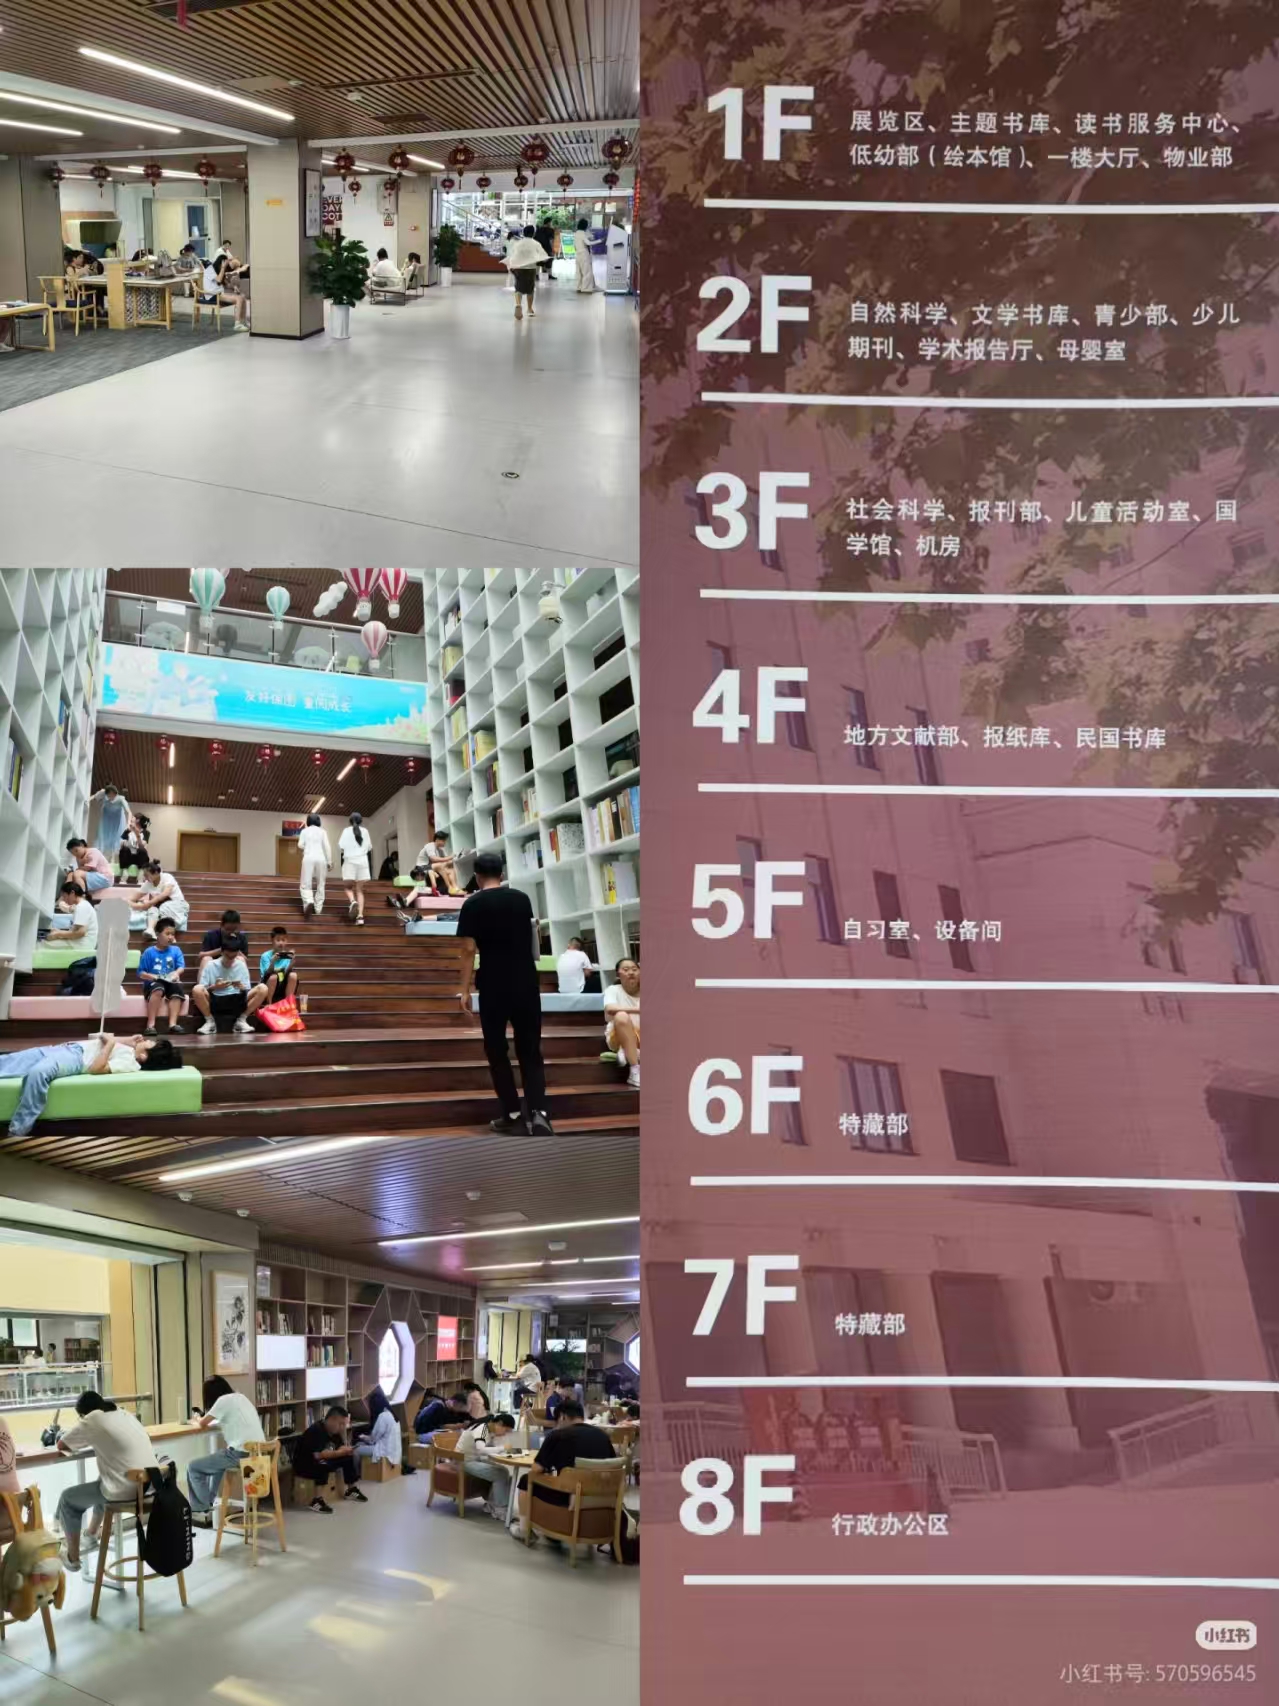 EVER
DAY
COTT
1F
展览区、主题书库、读书服务中心、
低幼部（绘本馆）、一楼大厅、物业部
2F
自然科学、文学书库、青少部、少儿
期刊、学术报告厅、母婴室
3F
社会科学、报刊部、儿童活动室、国
学馆、机房
4F
地方文献部、报纸库、民国书库
5F
自习室、设备间
6F
特藏部
7F
特藏部
8F
行政办公区
小红书
小红书号: 570596545